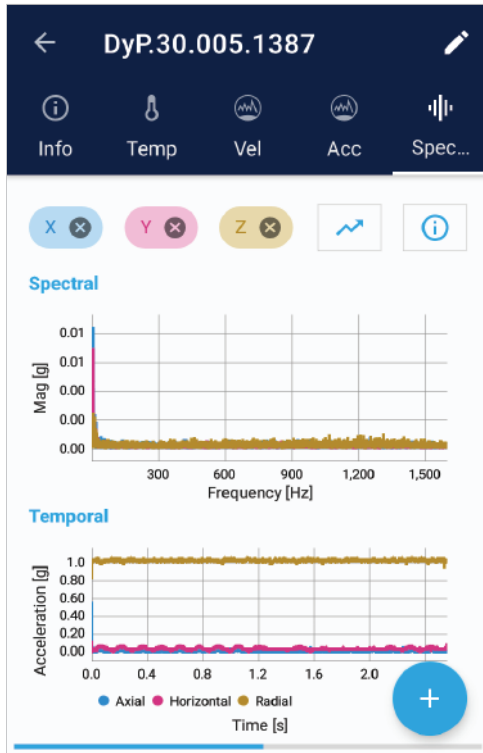 DyP.30.005.1387
Info Temp Vel Acc Spec...
X Y Z
Spectral
Mag [g]
0.01
0.01
0.00
0.00
0.00
300 600 900 1,200 1,500
Frequency [Hz]
Temporal
Acceleration [g]
1.0
0.80
0.60
0.40
0.20
0.00
0.0 0.4 0.8 1.2 1.6 2.0
Axial Horizontal Radial
Time [s]